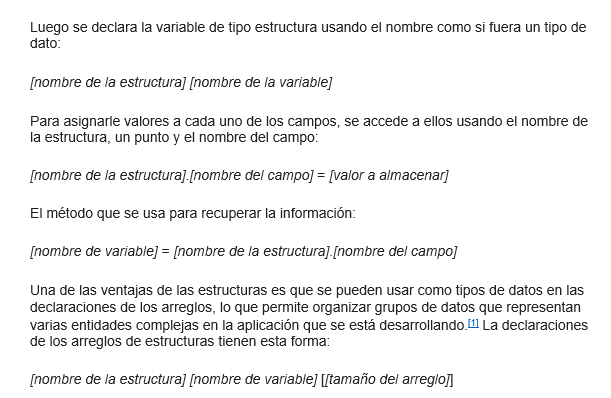 Luego se declara la variable de tipo estructura usando el nombre como si fuera un tipo de
dato:
[nombre de la estructura] [nombre de la variable]
Para asignarle valores a cada uno de los campos, se accede a ellos usando el nombre de
la estructura, un punto y el nombre del campo:
[nombre de la estructura].[nombre del campo] = [valor a almacenar]
El método que se usa para recuperar la información:
[nombre de variable] = [nombre de la estructura].[nombre del campo]
Una de las ventajas de las estructuras es que se pueden usar como tipos de datos en las
declaraciones de los arreglos, lo que permite organizar grupos de datos que representan
varias entidades complejas en la aplicación que se está desarrollando.[1] La declaraciones
de los arreglos de estructuras tienen esta forma:
[nombre de la estructura] [nombre de variable] [[tamaño del arreglo]]